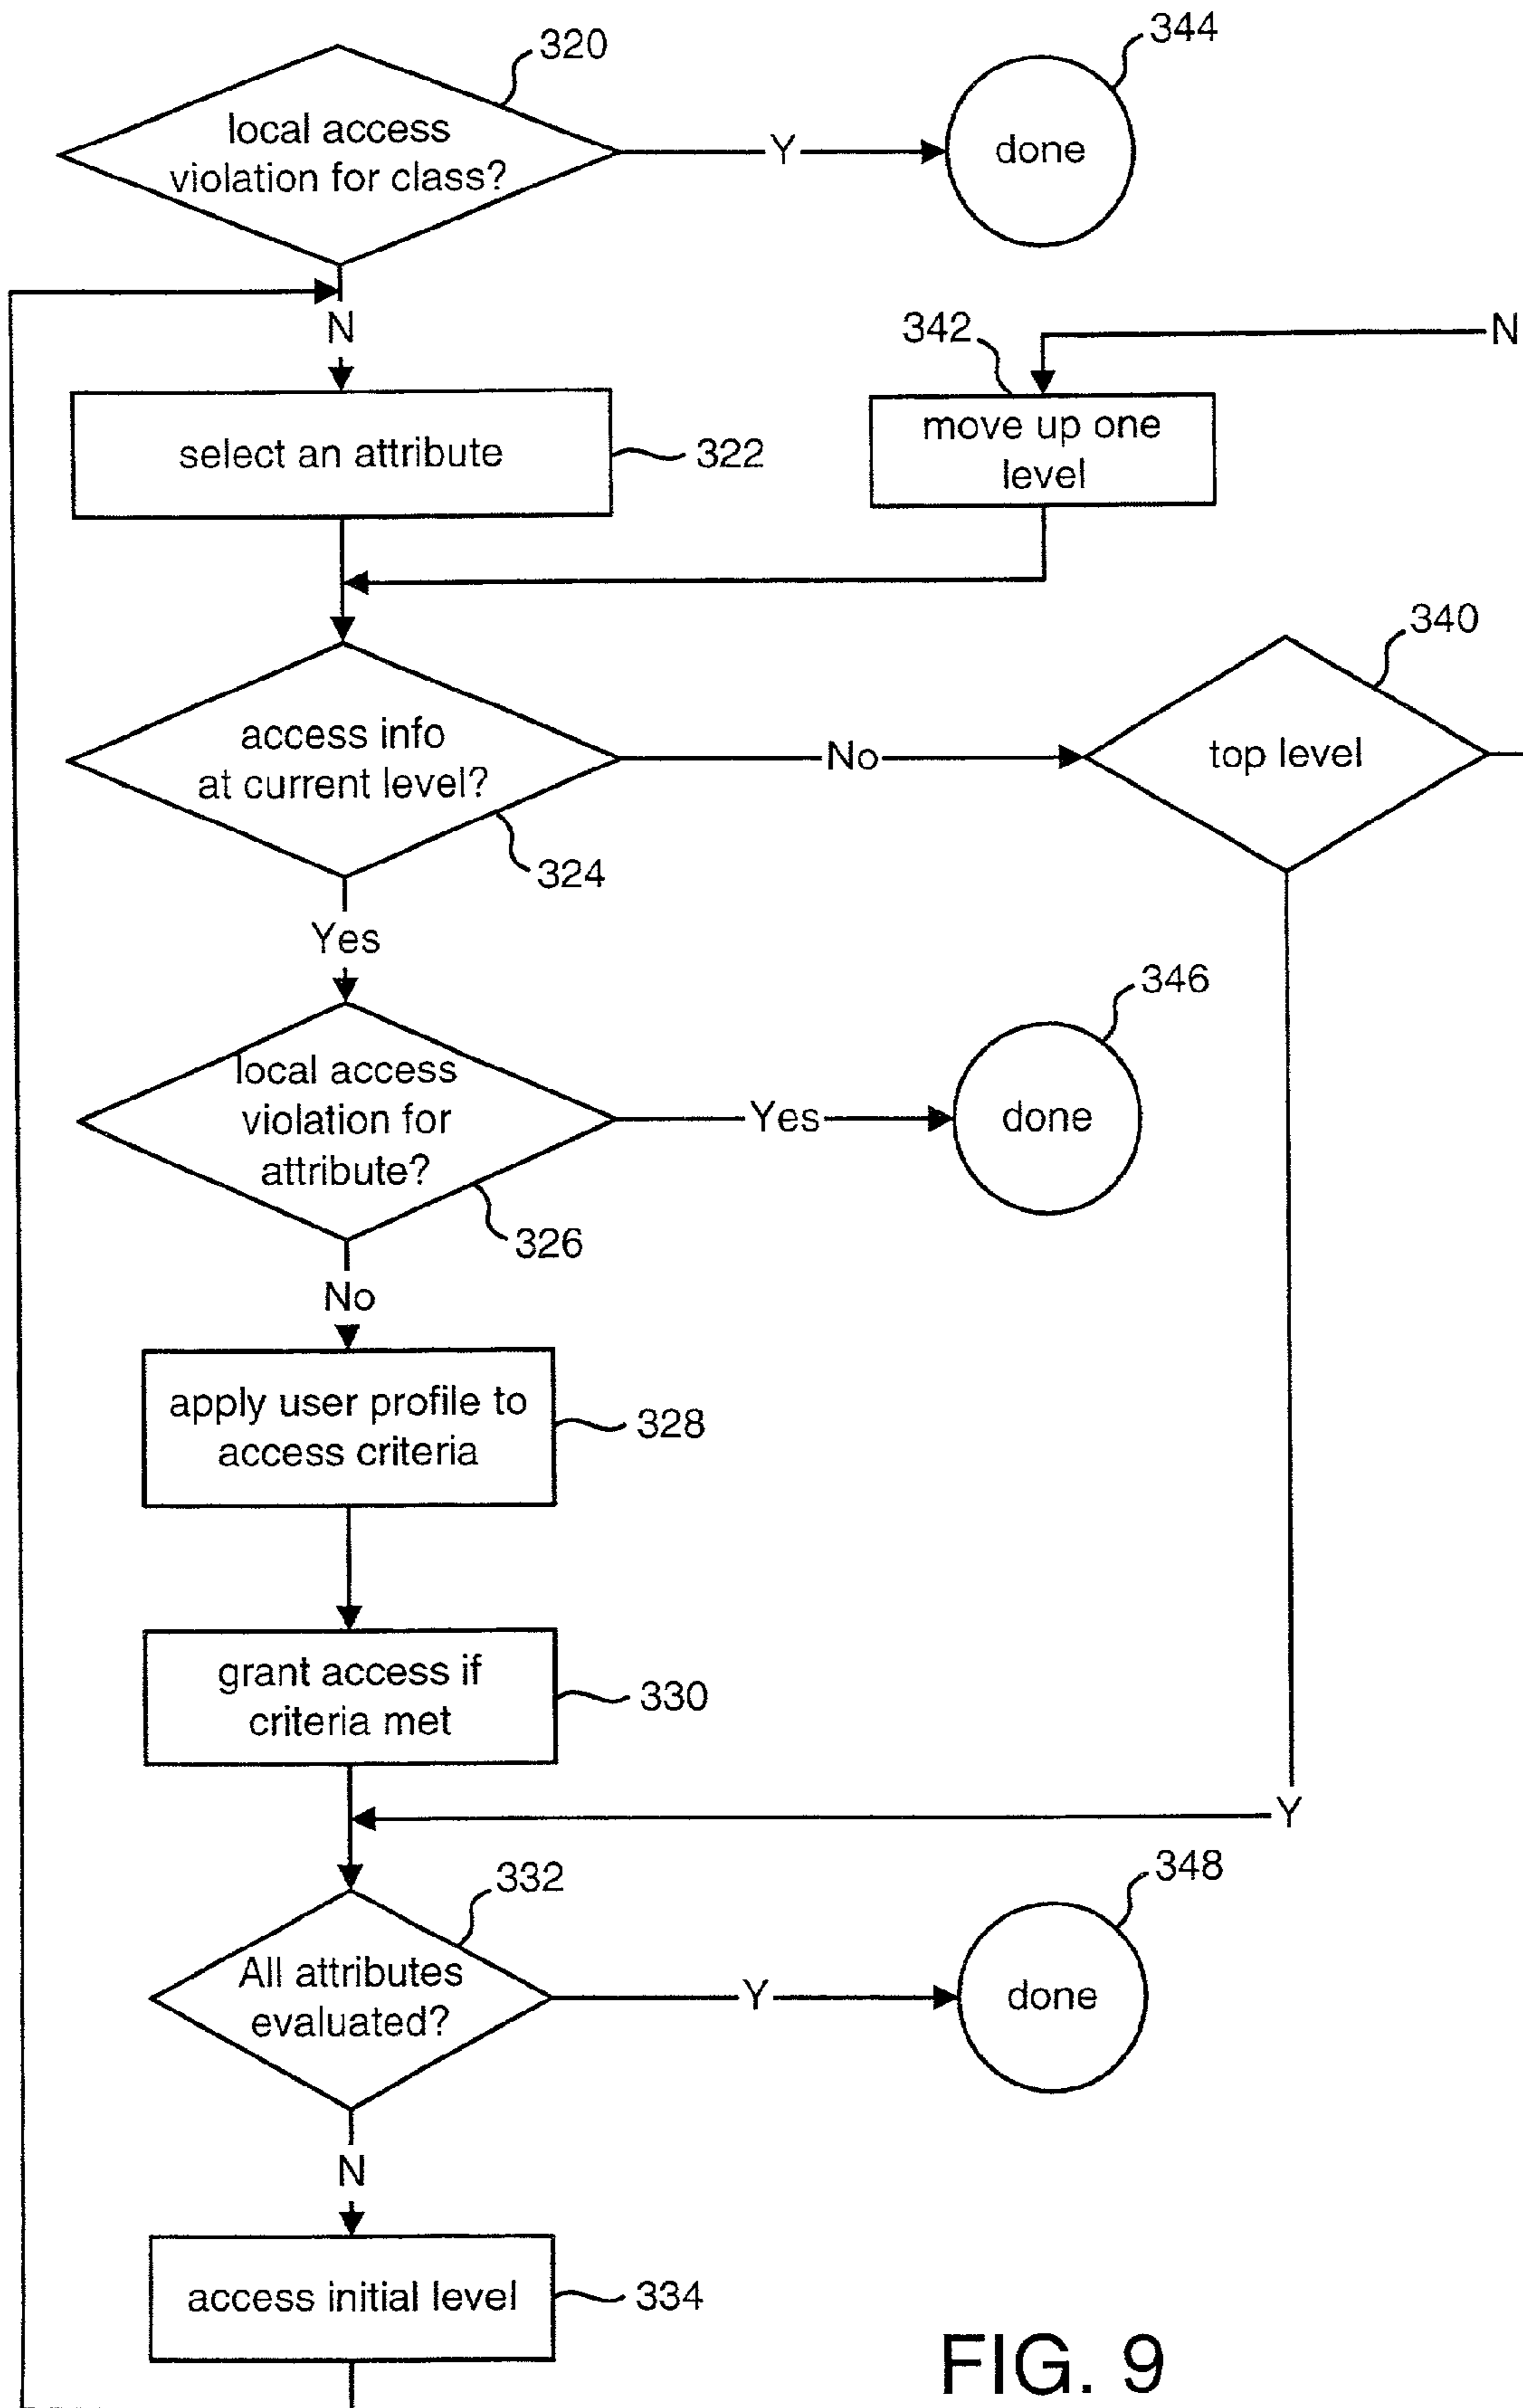 320
344
local access
violation for class?
Y
done
N
342
N
select an attribute
322
move up one
level
340
access info
at current level?
No
top level
324
Yes
346
local access
violation for
attribute?
Yes
done
326
No
apply user profile to
access criteria
328
grant access if
criteria met
330
Y
332
348
All attributes
evaluated?
Y
done
N
access initial level
334
FIG. 9